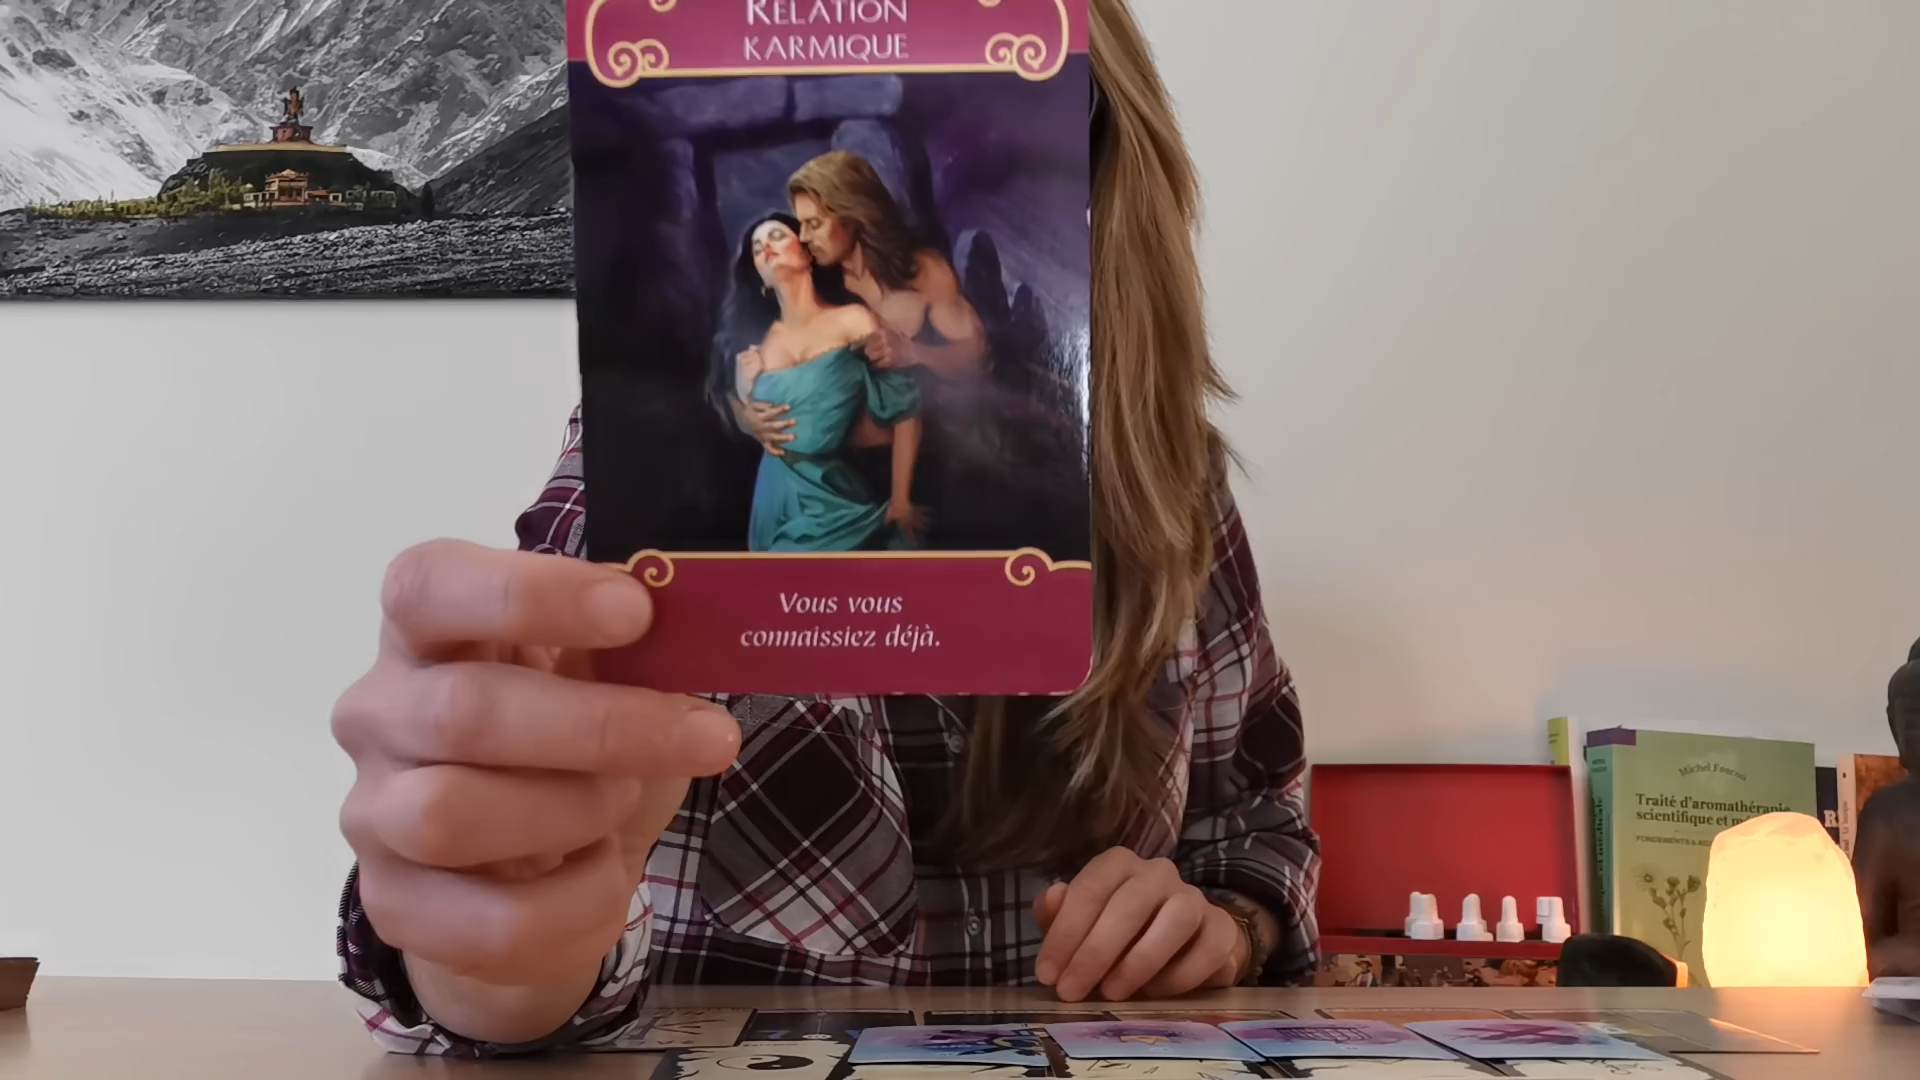 RELATION
KARMIQUE
Vous vous
connaissiez déjà.
Michel Faucon
Traité d'aromathérapie
scientifique et